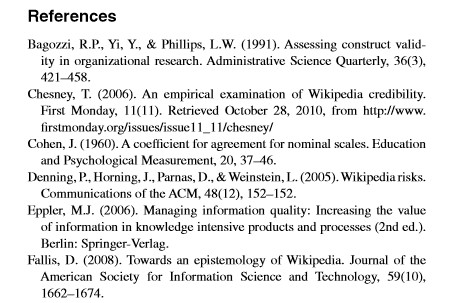 References
Bagozzi, R.P., Yi, Y., & Phillips, L.W. (1991). Assessing construct valid-
ity in organizational research. Administrative Science Quarterly, 36(3),
421–458.
Chesney, T. (2006). An empirical examination of Wikipedia credibility.
First Monday, 11(11). Retrieved October 28, 2010, from http://www.
firstmonday.org/issues/issue11_11/chesney/
Cohen, J. (1960). A coefficient for agreement for nominal scales. Education
and Psychological Measurement, 20, 37–46.
Denning, P., Horning, J., Parnas, D., & Weinstein, L. (2005). Wikipedia risks.
Communications of the ACM, 48(12), 152–152.
Eppler, M.J. (2006). Managing information quality: Increasing the value
of information in knowledge intensive products and processes (2nd ed.).
Berlin: Springer-Verlag.
Fallis, D. (2008). Towards an epistemology of Wikipedia. Journal of the
American Society for Information Science and Technology, 59(10),
1662–1674.